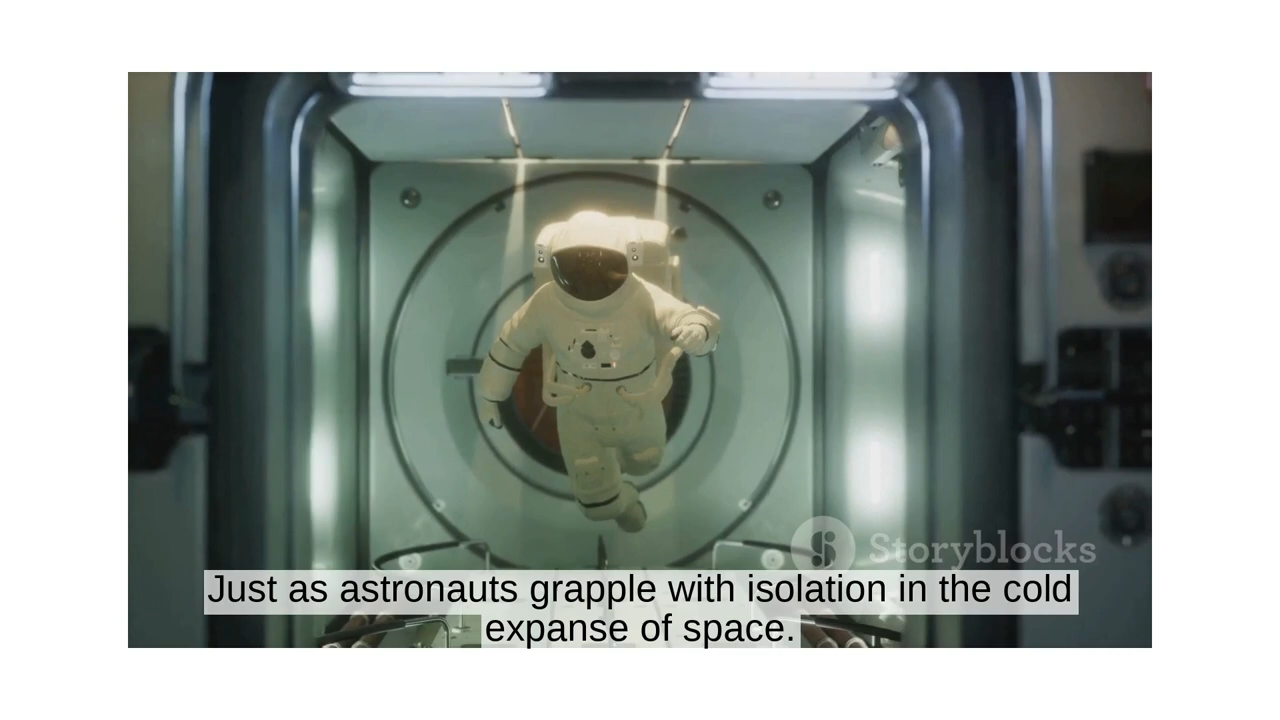 Storyblocks
Just as astronauts grapple with isolation in the cold
expanse of space.